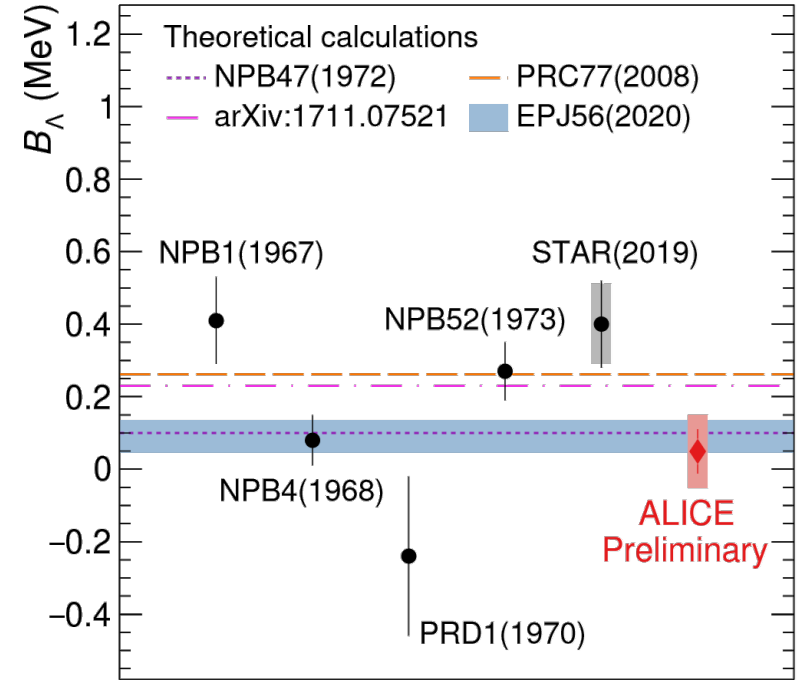 B_Λ (MeV)
1.2
1
0.8
0.6
0.4
0.2
0
−0.2
−0.4
Theoretical calculations
NPB47(1972)
PRC77(2008)
arXiv:1711.07521
EPJ56(2020)
NPB1(1967)
STAR(2019)
NPB52(1973)
NPB4(1968)
ALICE
Preliminary
PRD1(1970)